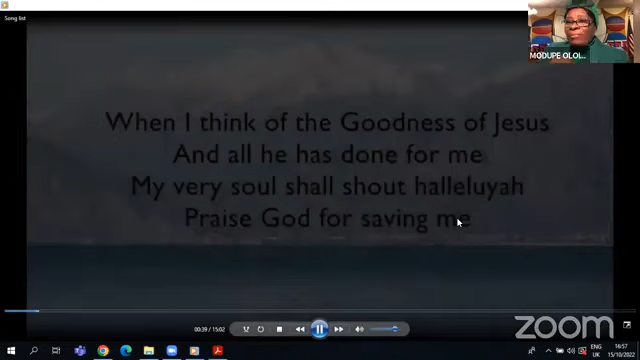 Song list
MODUPE OLOL...
When I think of the Goodness of Jesus
And all he has done for me
My very soul shall shout halleluyah
Praise God for saving me
00:39 / 15:02
zoom
ENG
UK
16:57
15/10/2022